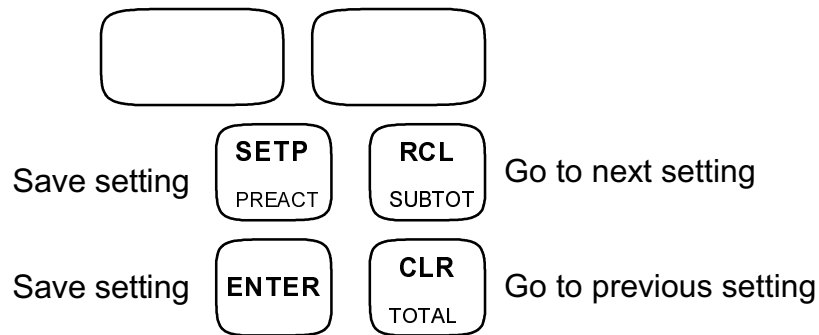 SETP
RCL
Save setting
Go to next setting
PREACT
SUBTOT
CLR
Save setting
ENTER
Go to previous setting
TOTAL